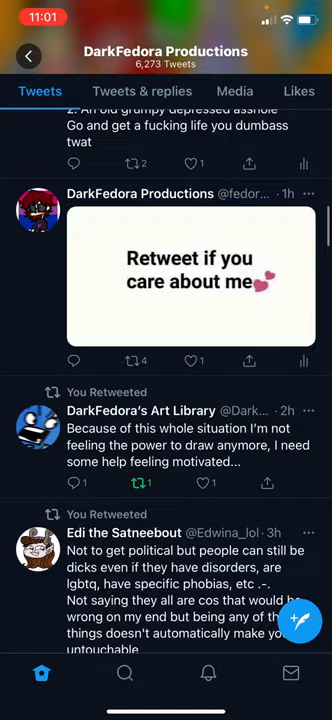 11:01
DarkFedora Productions
6,273 Tweets
Tweets Tweets & replies Media Likes
2. An old grumpy depressed asshole
Go and get a fucking life you dumbass
twat
2 1
DarkFedora Productions @fedor... · 1h
Retweet if you
care about me💕
4 1
You Retweeted
DarkFedora's Art Library @Dark... · 2h
Because of this whole situation I'm not
feeling the power to draw anymore, I need
some help feeling motivated...
1 1 1
You Retweeted
Edi the Satneebout @Edwina_lol · 3h
Not to get political but people can still be
dicks even if they have disorders, are
lgbtq, have specific phobias, etc .-.
Not saying they all are cos that would be
wrong on my end but being any of th
things doesn't automatically make yo
untouchable